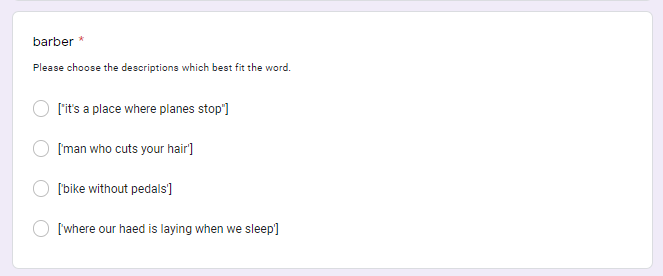 barber *
Please choose the descriptions which best fit the word.
["it's a place where planes stop"]
['man who cuts your hair']
['bike without pedals']
['where our haed is laying when we sleep']